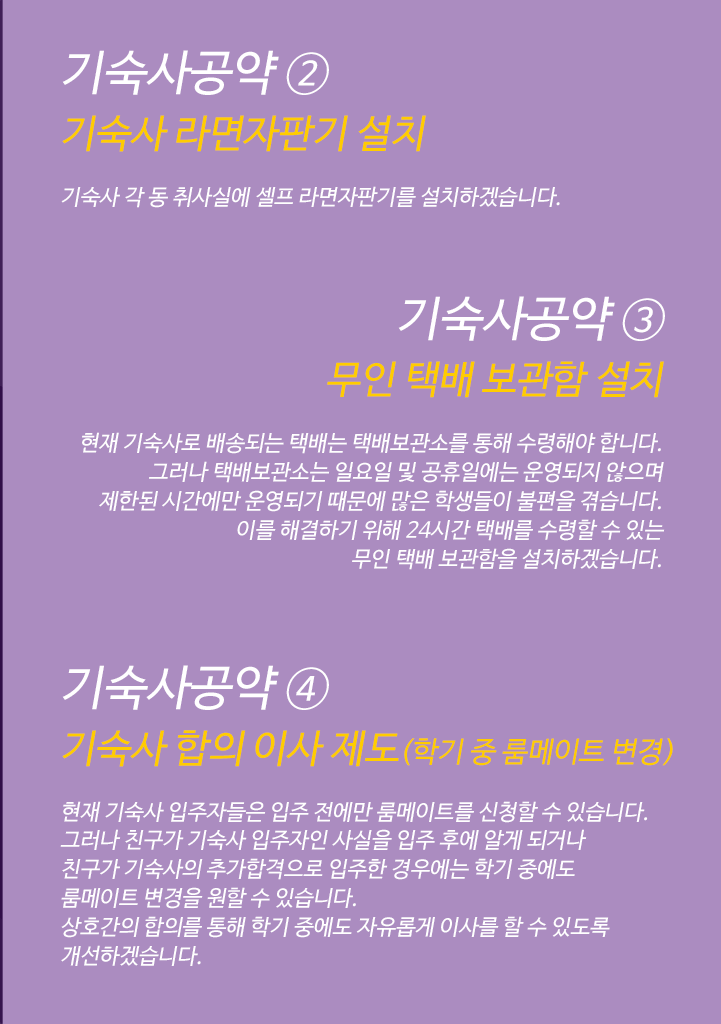 기숙사공약 ②
기숙사 라면자판기 설치
기숙사 각 동 취사실에 셀프 라면자판기를 설치하겠습니다.
기숙사공약 ③
무인 택배 보관함 설치
현재 기숙사로 배송되는 택배는 택배보관소를 통해 수령해야 합니다.
그러나 택배보관소는 일요일 및 공휴일에는 운영되지 않으며
제한된 시간에만 운영되기 때문에 많은 학생들이 불편을 겪습니다.
이를 해결하기 위해 24시간 택배를 수령할 수 있는
무인 택배 보관함을 설치하겠습니다.
기숙사공약 ④
기숙사 합의 이사 제도(학기 중 룸메이트 변경)
현재 기숙사 입주자들은 입주 전에만 룸메이트를 신청할 수 있습니다.
그러나 친구가 기숙사 입주자인 사실을 입주 후에 알게 되거나
친구가 기숙사의 추가합격으로 입주한 경우에는 학기 중에도
룸메이트 변경을 원할 수 있습니다.
상호간의 합의를 통해 학기 중에도 자유롭게 이사를 할 수 있도록
개선하겠습니다.